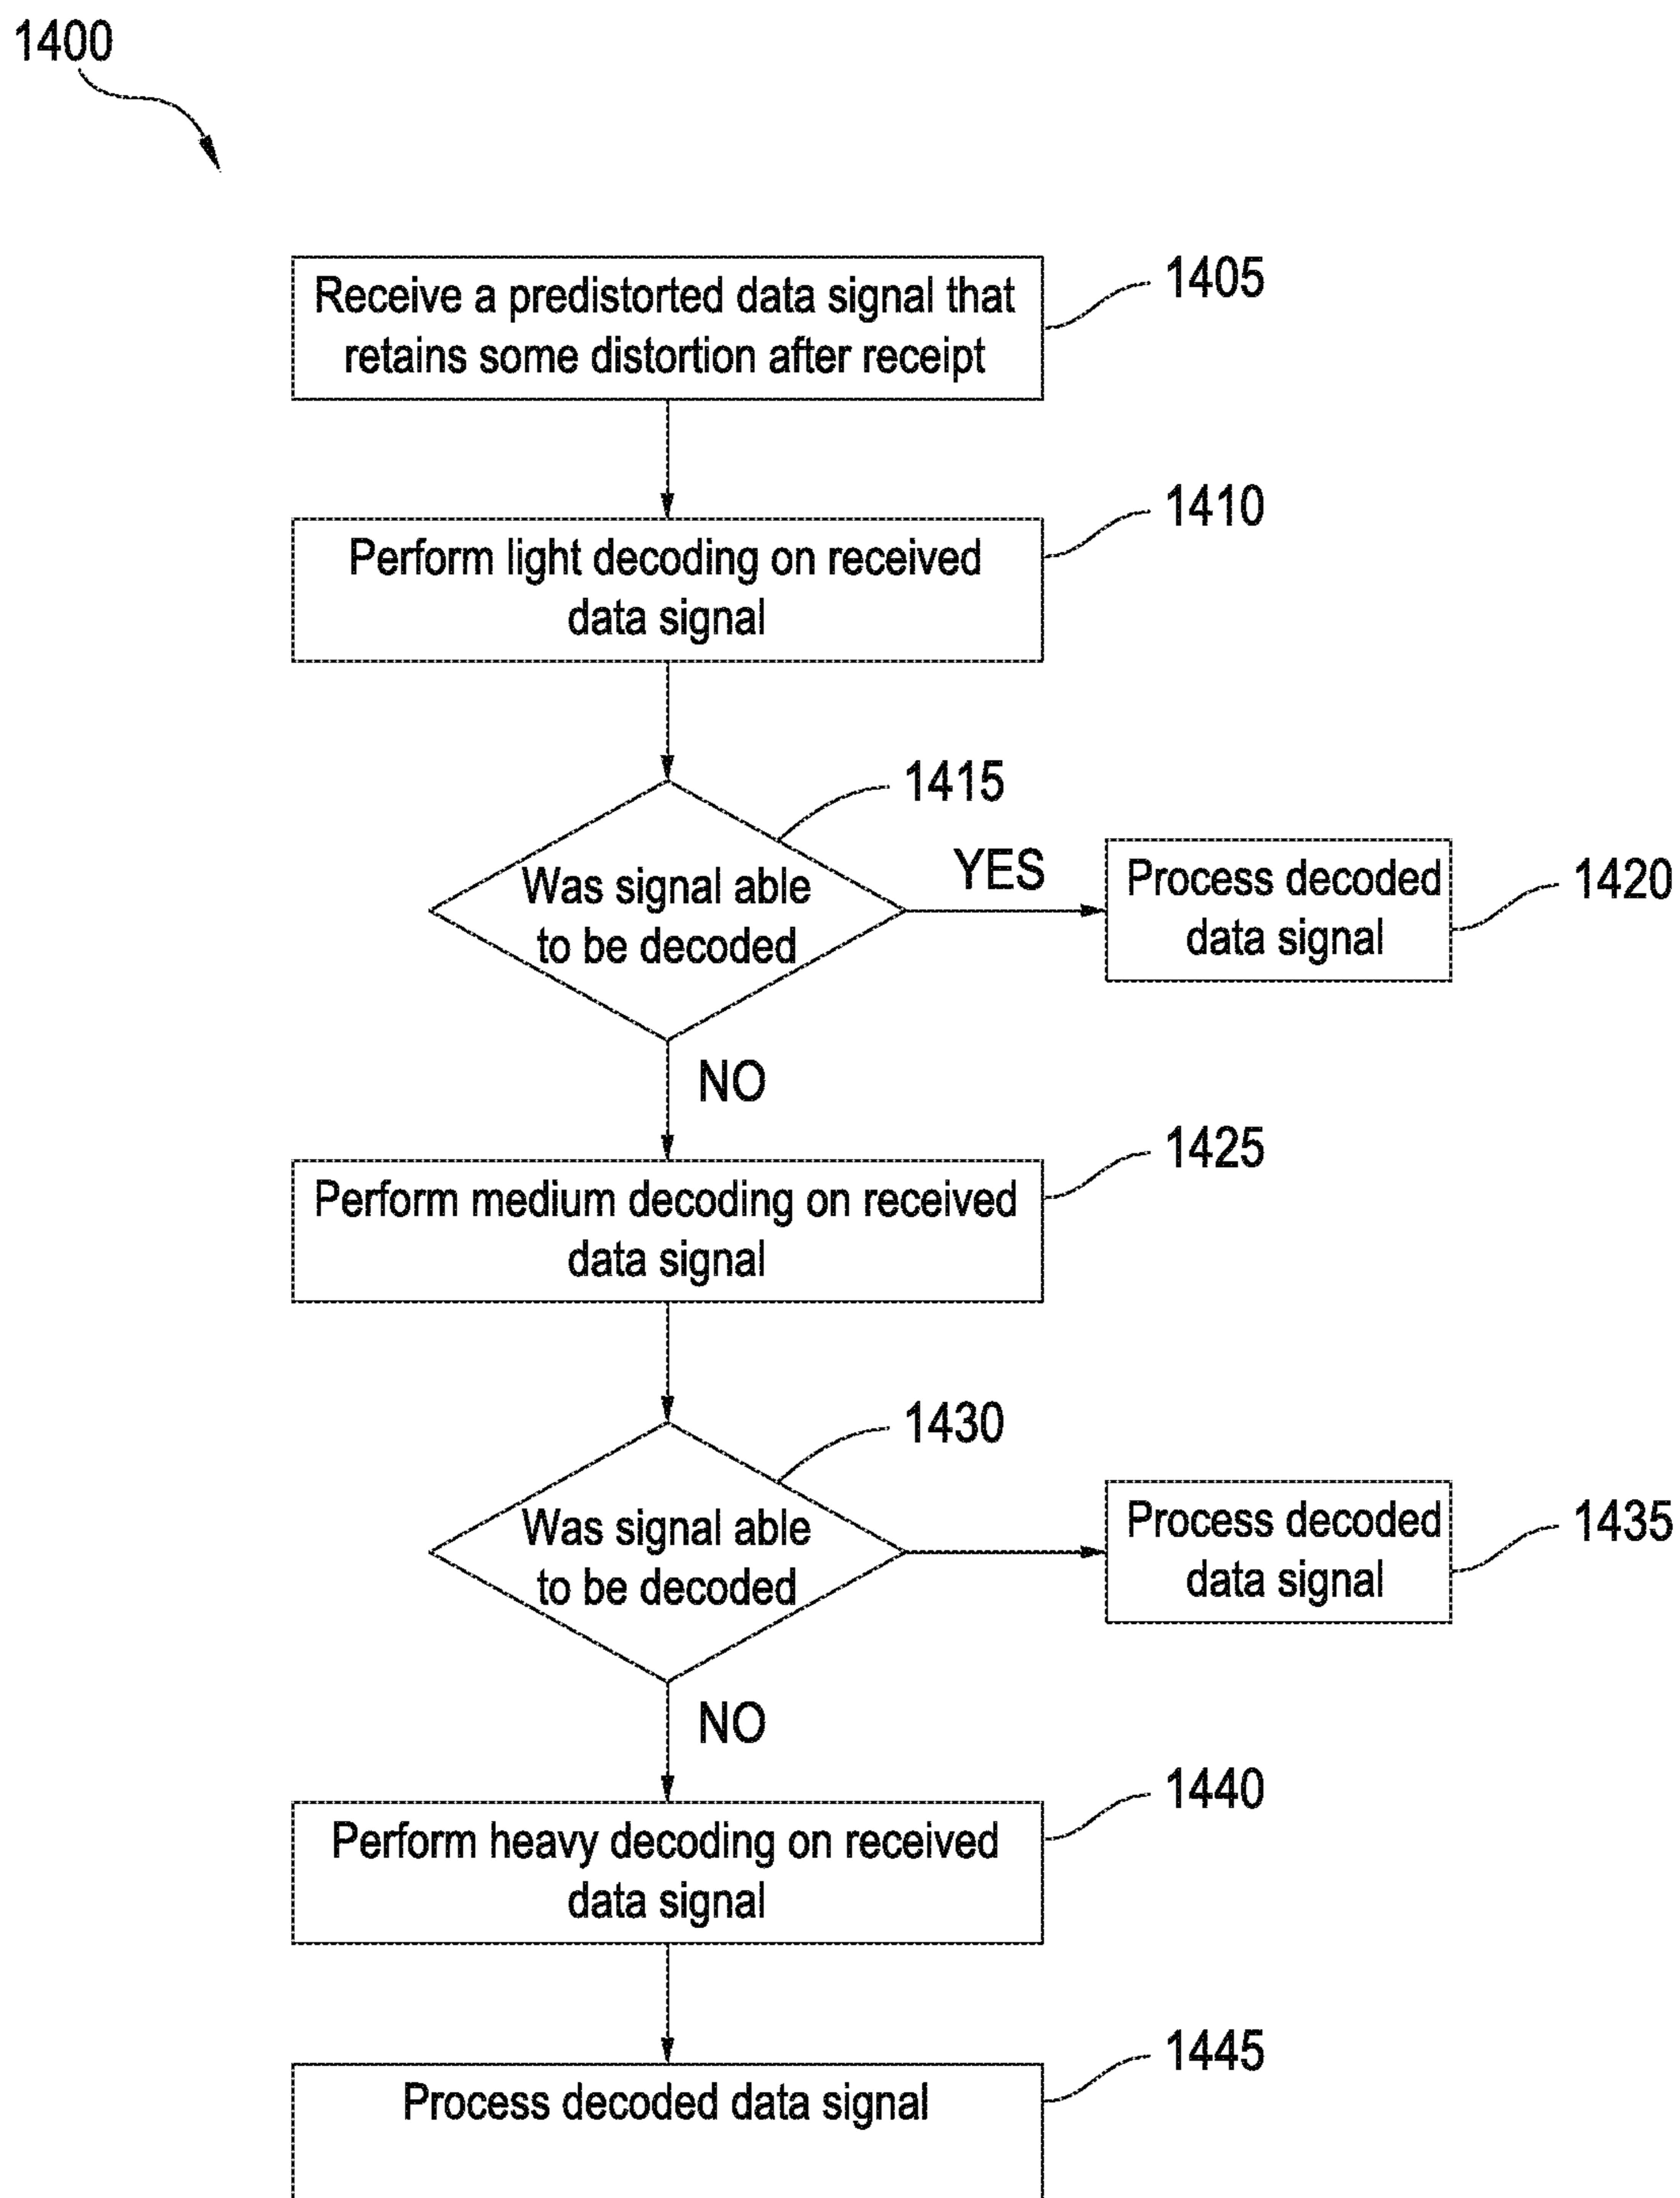 1400
Receive a predistorted data signal that
retains some distortion after receipt
1405
Perform light decoding on received
data signal
1410
Was signal able
to be decoded
1415
YES
Process decoded
data signal
1420
NO
Perform medium decoding on received
data signal
1425
Was signal able
to be decoded
1430
Process decoded
data signal
1435
NO
Perform heavy decoding on received
data signal
1440
Process decoded data signal
1445